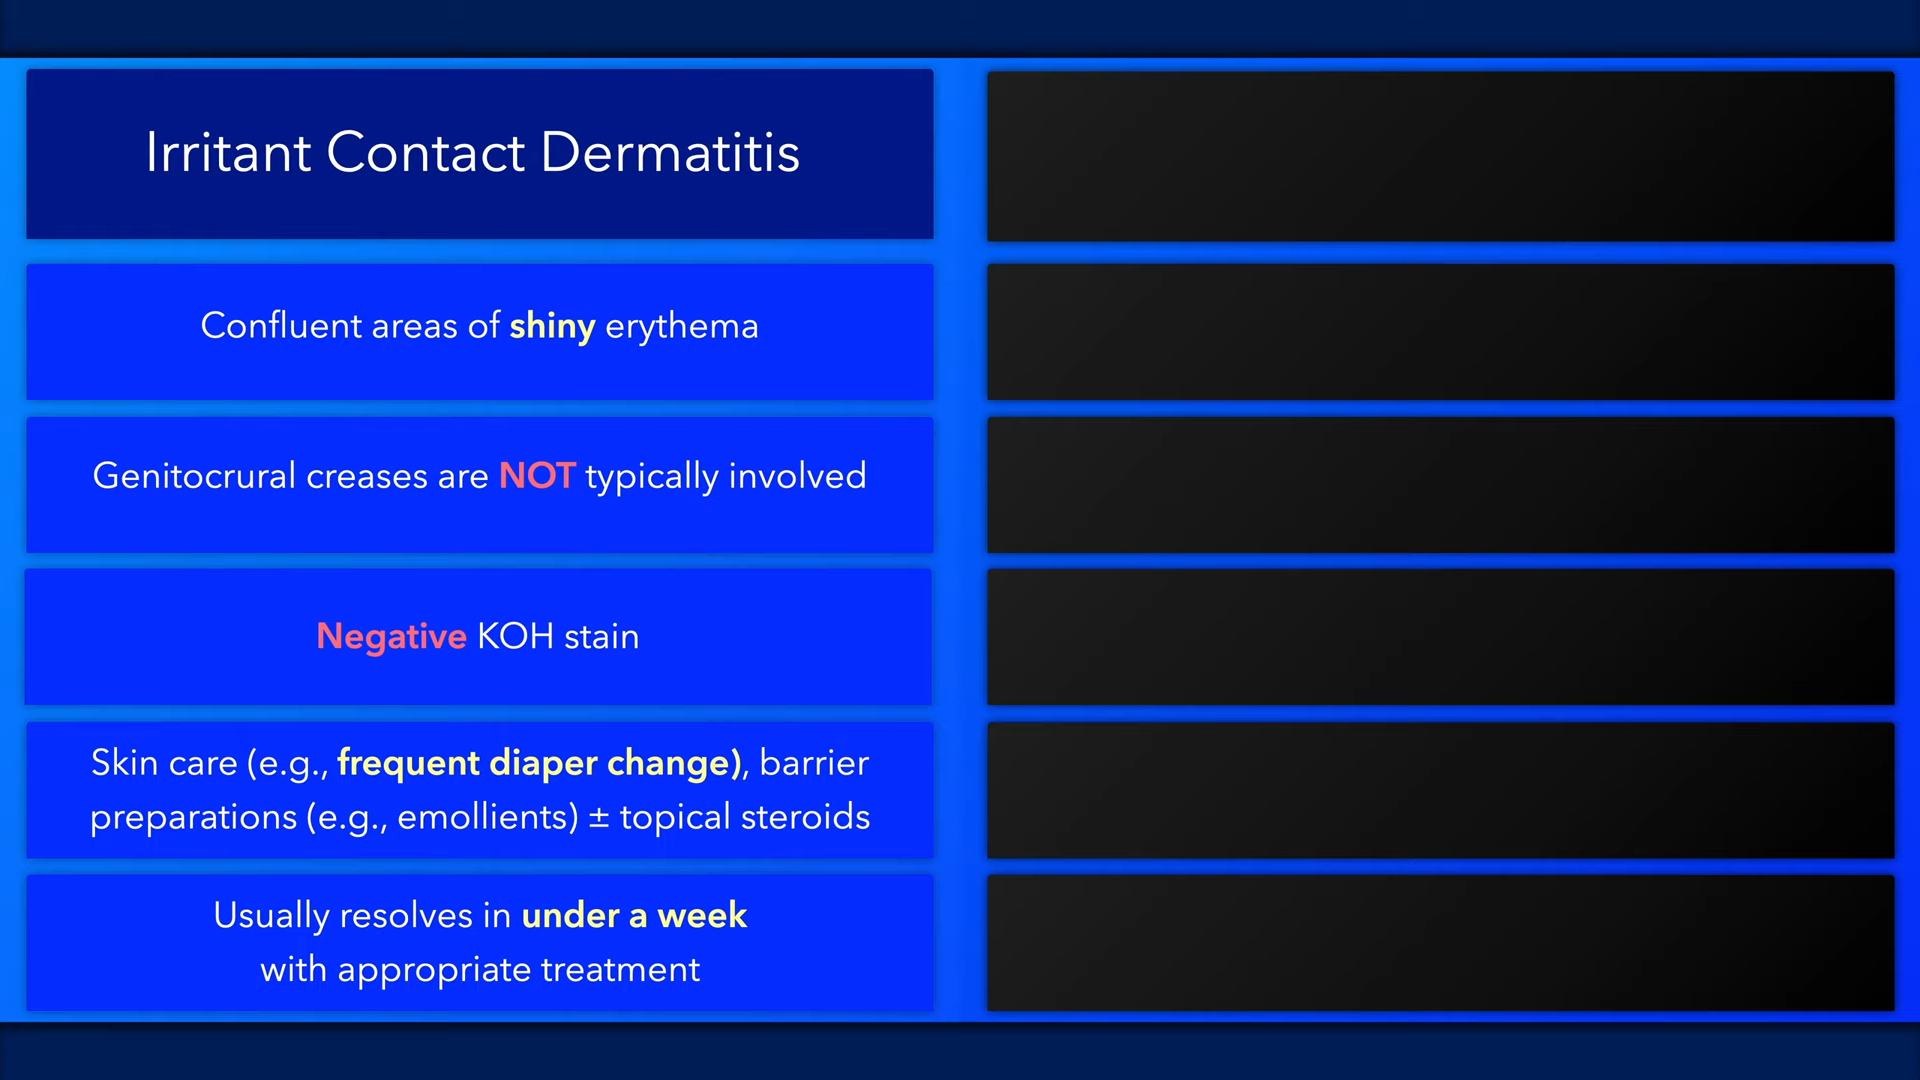 Irritant Contact Dermatitis
Confluent areas of shiny erythema
Genitocrural creases are NOT typically involved
Negative KOH stain
Skin care (e.g., frequent diaper change), barrier
preparations (e.g., emollients) ± topical steroids
Usually resolves in under a week
with appropriate treatment